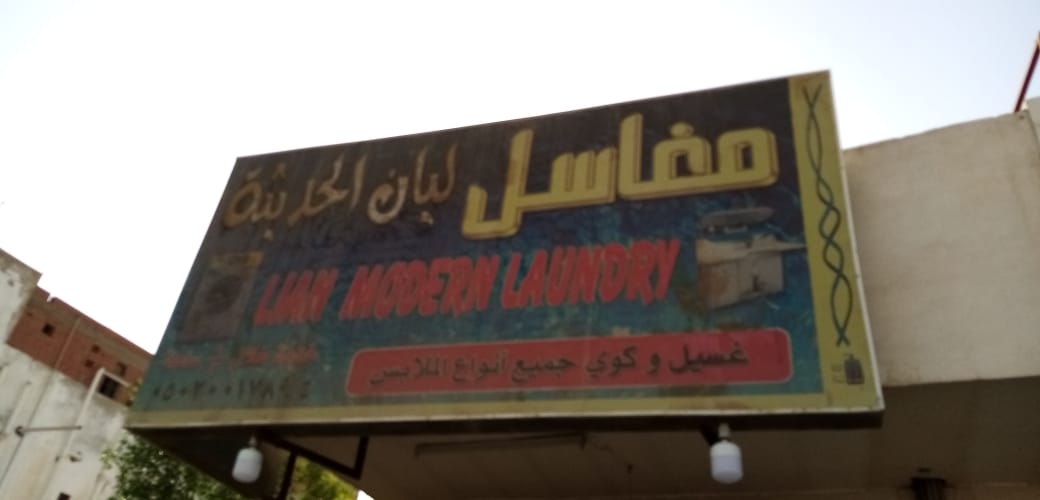 مغاسل ليان الحديثة
LIAN MODERN LAUNDRY
غسيل و كوي جميع أنواع الملابس